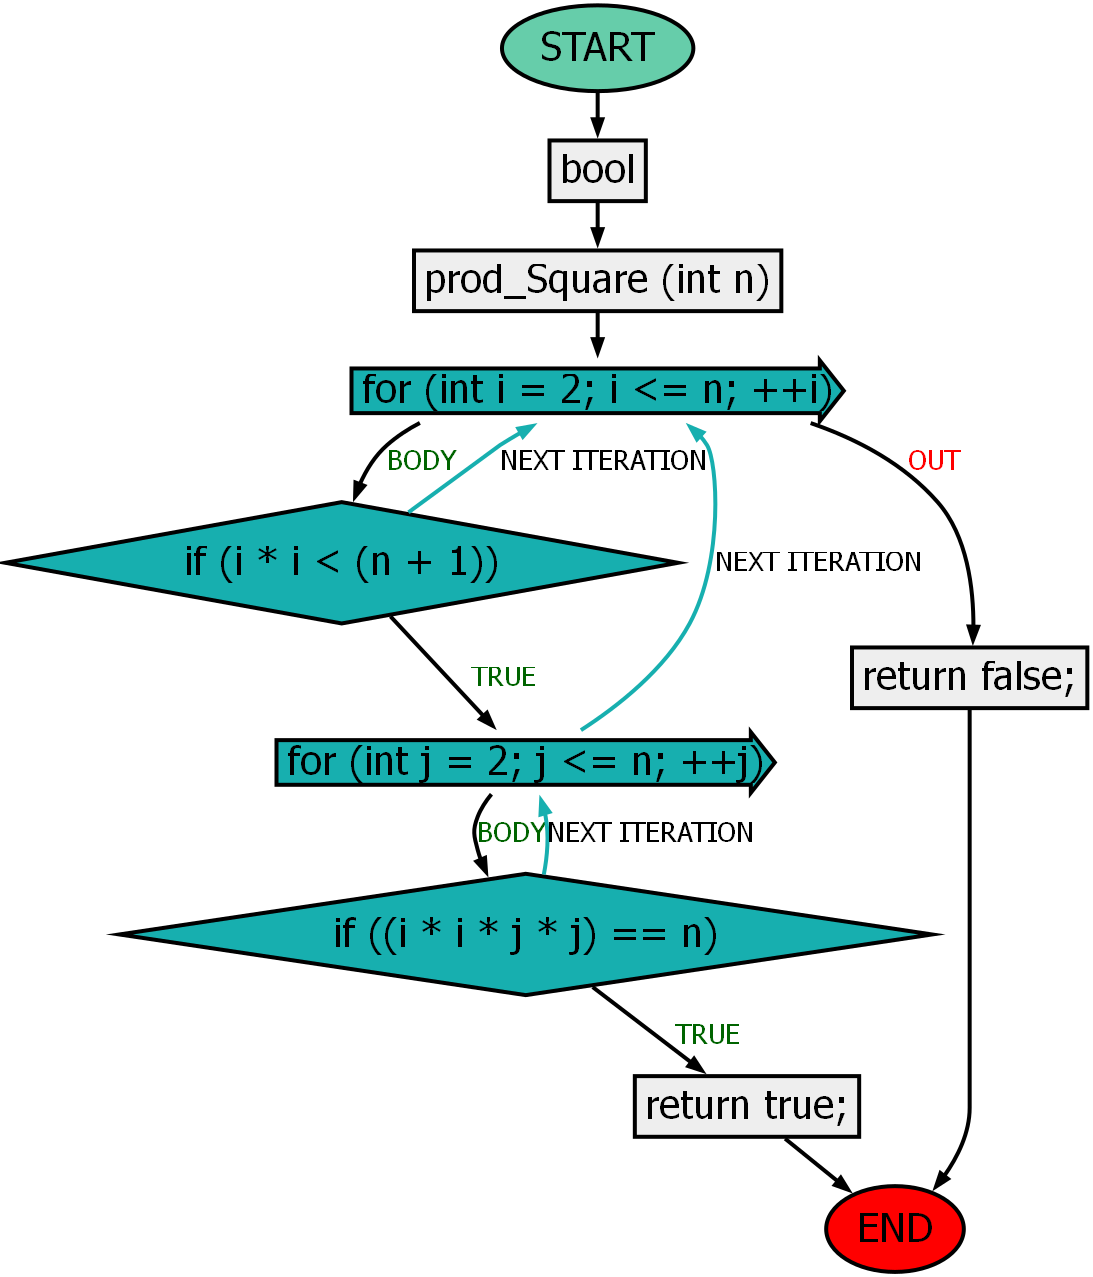 START
bool
prod_Square (int n)
for (int i = 2; i <= n; ++i)
BODY
NEXT ITERATION
OUT
if (i * i < (n + 1))
NEXT ITERATION
TRUE
return false;
for (int j = 2; j <= n; ++j)
BODY
NEXT ITERATION
if ((i * i * j * j) == n)
TRUE
return true;
END